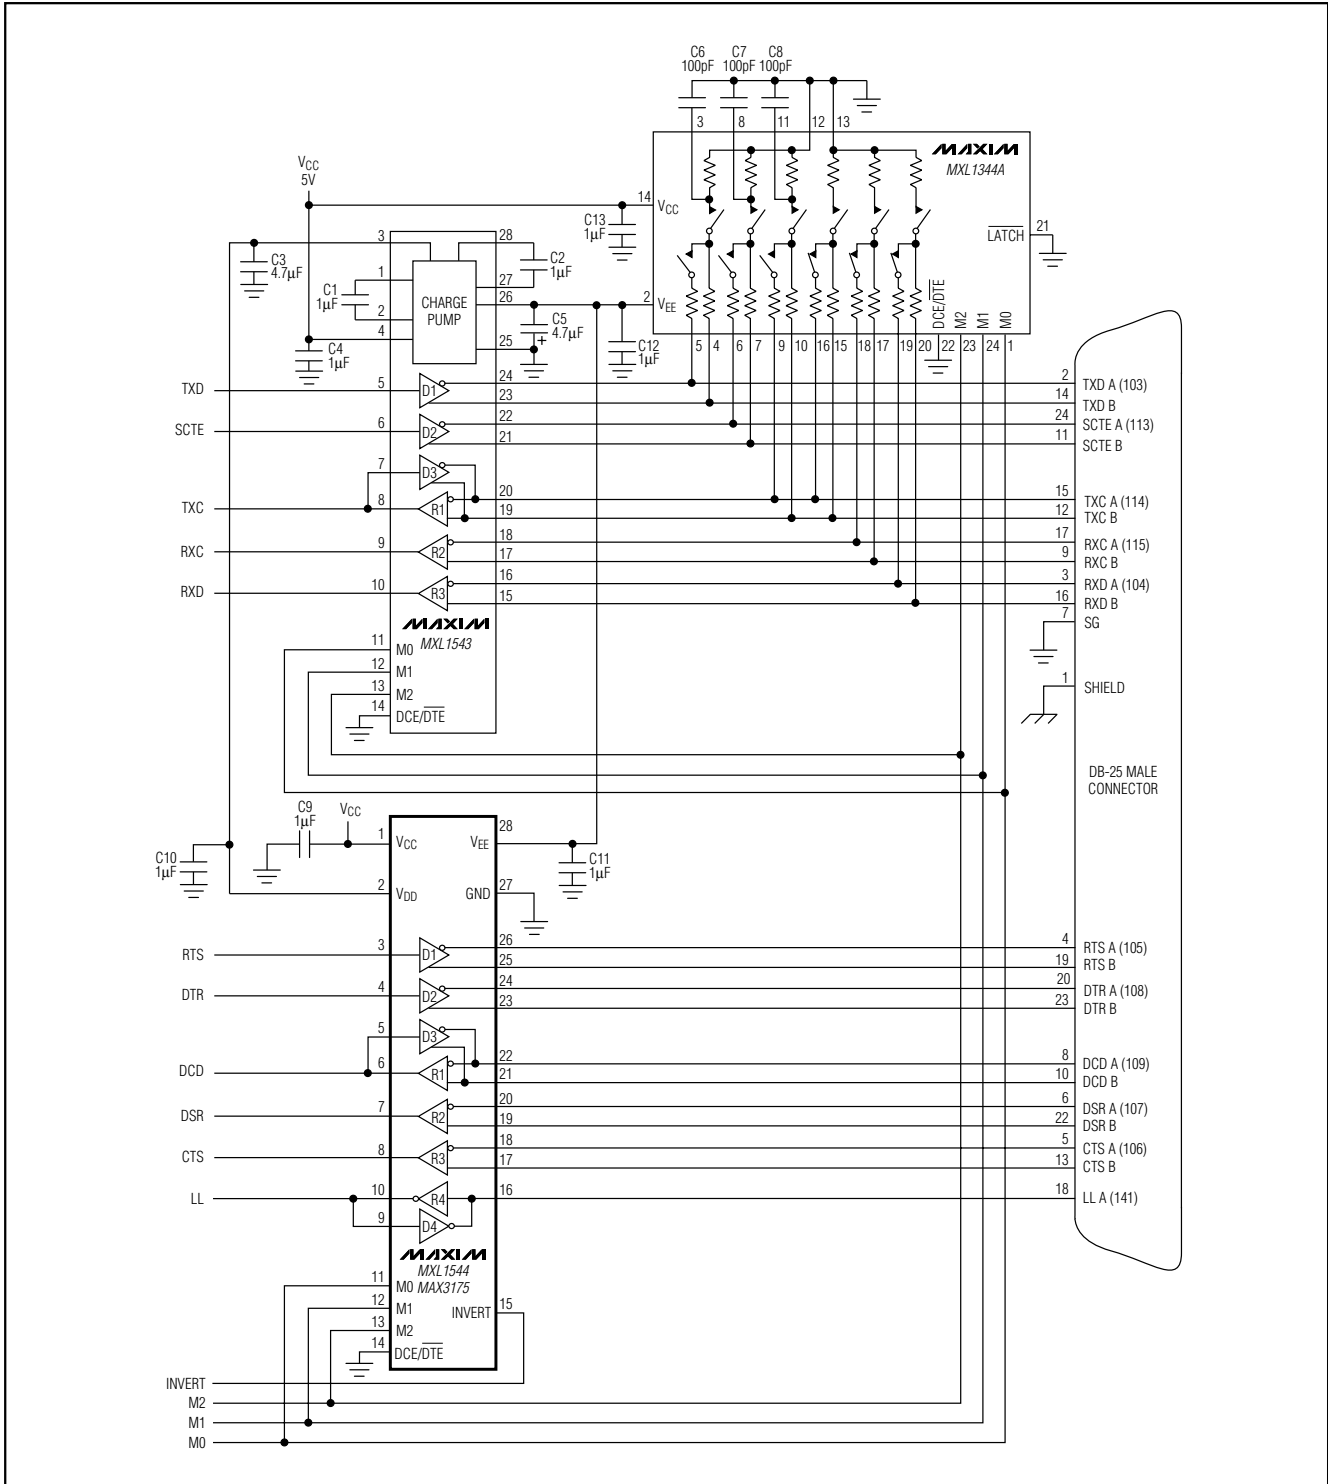 C6 C7 C8
100pF 100pF 100pF
3 8 11 12 13
MAXIM
MXL1344A
VCC
5V
14
VCC
C13
1µF
LATCH
21
3
28
C3
4.7µF
C2
1µF
1
27
C1
1µF
CHARGE
PUMP
26
2
VEE
2
4
C5
4.7µF
+
25
C4
1µF
C12
1µF
DCE/DTE
M2
M1
M0
5 4 6 7 9 10 16 15 18 17 19 20 22 23 24 1
TXD 5 D1 24 2 TXD A (103)
23 14 TXD B
SCTE 6 D2 22 24 SCTE A (113)
21 11 SCTE B
7 D3
TXC 8 R1 20 15 TXC A (114)
19 12 TXC B
RXC 9 R2 18 17 RXC A (115)
17 9 RXC B
RXD 10 R3 16 3 RXD A (104)
15 16 RXD B
7 SG
MAXIM
MXL1543
11 M0
12 M1
13 M2
14 DCE/DTE
1 SHIELD
DB-25 MALE
CONNECTOR
C9
1µF
VCC
1 VCC
VEE 28
C10
1µF
C11
1µF
2 VDD
GND 27
RTS 3 D1 26 4 RTS A (105)
25 19 RTS B
DTR 4 D2 24 20 DTR A (108)
23 23 DTR B
5 D3
DCD 6 R1 22 8 DCD A (109)
21 10 DCD B
DSR 7 R2 20 6 DSR A (107)
19 22 DSR B
CTS 8 R3 18 5 CTS A (106)
17 13 CTS B
LL 10 R4 16 18 LL A (141)
9 D4
MAXIM
MXL1544
MAX3175
11 M0
12 M1
13 M2
14 DCE/DTE
INVERT 15
INVERT
M2
M1
M0